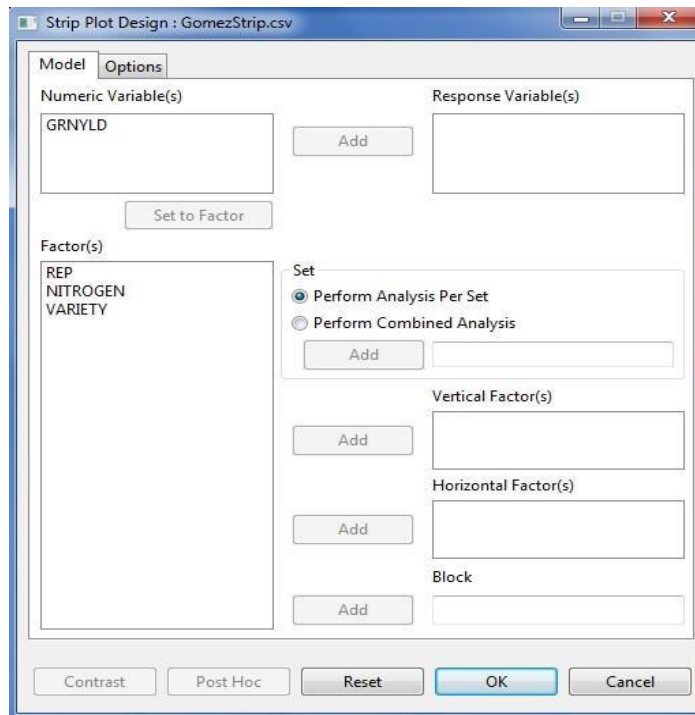 Strip Plot Design : GomezStrip.csv
Model Options
Numeric Variable(s)
Response Variable(s)
GRNYLD
Add
Set to Factor
Factor(s)
REP
NITROGEN
VARIETY
Set
Perform Analysis Per Set
Perform Combined Analysis
Add
Vertical Factor(s)
Add
Horizontal Factor(s)
Add
Block
Add
Contrast Post Hoc Reset OK Cancel